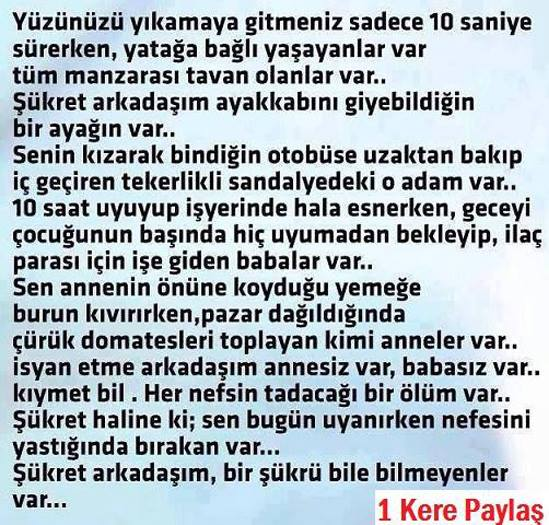 Yüzünüzü yıkamaya gitmeniz sadece 10 saniye
sürerken, yatağa bağlı yaşayanlar var
tüm manzarası tavan olanlar var..
Şükret arkadaşım ayakkabını giyebildiğin
bir ayağın var..
Senin kızarak bindiğin otobüse uzaktan bakıp
iç geçiren tekerlikli sandalyedeki o adam var..
10 saat uyuyup işyerinde hala esnerken, geceyi
çocuğunun başında hiç uyumadan bekleyip, ilaç
parası için işe giden babalar var..
Sen annenin önüne koyduğu yemeğe
burun kıvırırken,pazar dağıldığında
çürük domatesleri toplayan kimi anneler var..
isyan etme arkadaşım annesiz var, babasız var..
kıymet bil . Her nefsin tadacağı bir ölüm var..
Şükret haline ki; sen bugün uyanırken nefesini
yastığında bırakan var...
Şükret arkadaşım, bir şükrü bile bilmeyenler
var...
1 Kere Paylaş